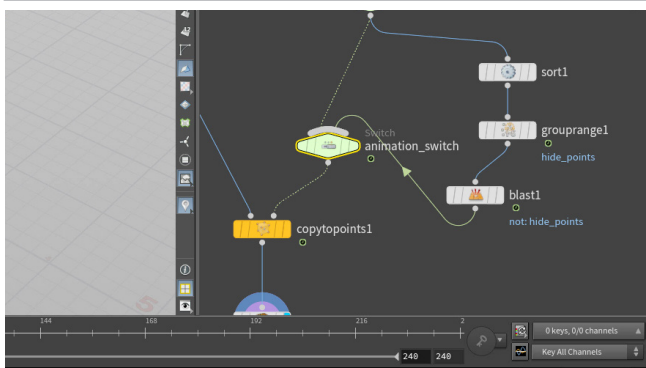 sort1
Switch
animation_switch
grouprange1
hide_points
blast1
not: hide_points
copytopoints1
144 168 192 216 2
240 240
0 keys, 0/0 channels
Key All Channels